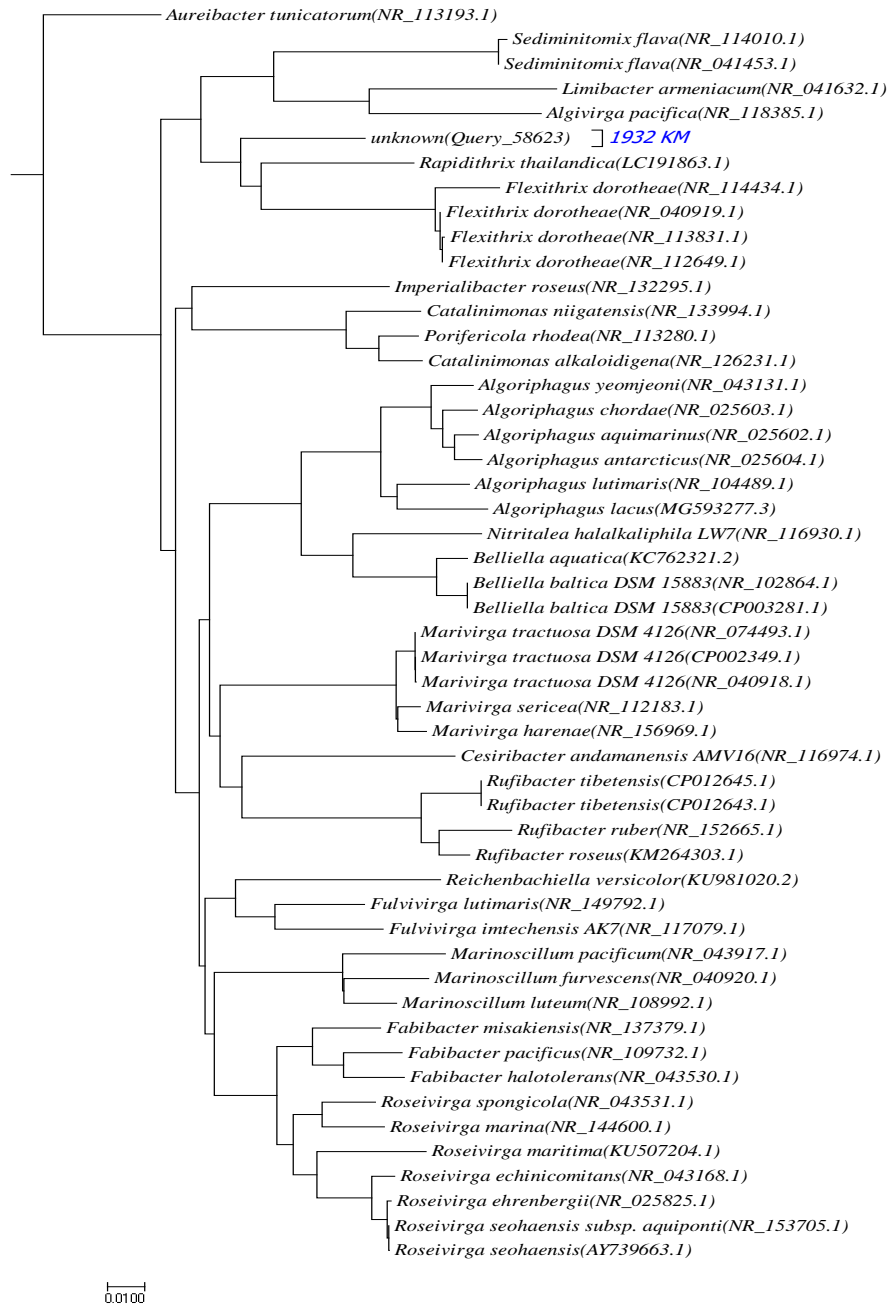 Aureibacter tunicatorum(NR_113193.1)
Sediminitomix flava(NR_114010.1)
Sediminitomix flava(NR_041453.1)
Limibacter armeniacum(NR_041632.1)
Algivirga pacifica(NR_118385.1)
unknown(Query_58623) 1932 KM
Rapidithrix thailandica(LC191863.1)
Flexithrix dorotheae(NR_114434.1)
Flexithrix dorotheae(NR_040919.1)
Flexithrix dorotheae(NR_113831.1)
Flexithrix dorotheae(NR_112649.1)
Imperialibacter roseus(NR_132295.1)
Catalinimonas niigatensis(NR_133994.1)
Porifericola rhodea(NR_113280.1)
Catalinimonas alkaloidigena(NR_126231.1)
Algoriphagus yeomjeoni(NR_043131.1)
Algoriphagus chordae(NR_025603.1)
Algoriphagus aquimarinus(NR_025602.1)
Algoriphagus antarcticus(NR_025604.1)
Algoriphagus lutimaris(NR_104489.1)
Algoriphagus lacus(MG593277.3)
Nitritalea halalkaliphila LW7(NR_116930.1)
Belliella aquatica(KC762321.2)
Belliella baltica DSM 15883(NR_102864.1)
Belliella baltica DSM 15883(CP003281.1)
Marivirga tractuosa DSM 4126(NR_074493.1)
Marivirga tractuosa DSM 4126(CP002349.1)
Marivirga tractuosa DSM 4126(NR_040918.1)
Marivirga sericea(NR_112183.1)
Marivirga harenae(NR_156969.1)
Cesiribacter andamanensis AMV16(NR_116974.1)
Rufibacter tibetensis(CP012645.1)
Rufibacter tibetensis(CP012643.1)
Rufibacter ruber(NR_152665.1)
Rufibacter roseus(KM264303.1)
Reichenbachiella versicolor(KU981020.2)
Fulvivirga lutimaris(NR_149792.1)
Fulvivirga imtechensis AK7(NR_117079.1)
Marinoscillum pacificum(NR_043917.1)
Marinoscillum furvescens(NR_040920.1)
Marinoscillum luteum(NR_108992.1)
Fabibacter misakiensis(NR_137379.1)
Fabibacter pacificus(NR_109732.1)
Fabibacter halotolerans(NR_043530.1)
Roseivirga spongicola(NR_043531.1)
Roseivirga marina(NR_144600.1)
Roseivirga maritima(KU507204.1)
Roseivirga echinicomitans(NR_043168.1)
Roseivirga ehrenbergii(NR_025825.1)
Roseivirga seohaensis subsp. aquiponti(NR_153705.1)
Roseivirga seohaensis(AY739663.1)
0.0100